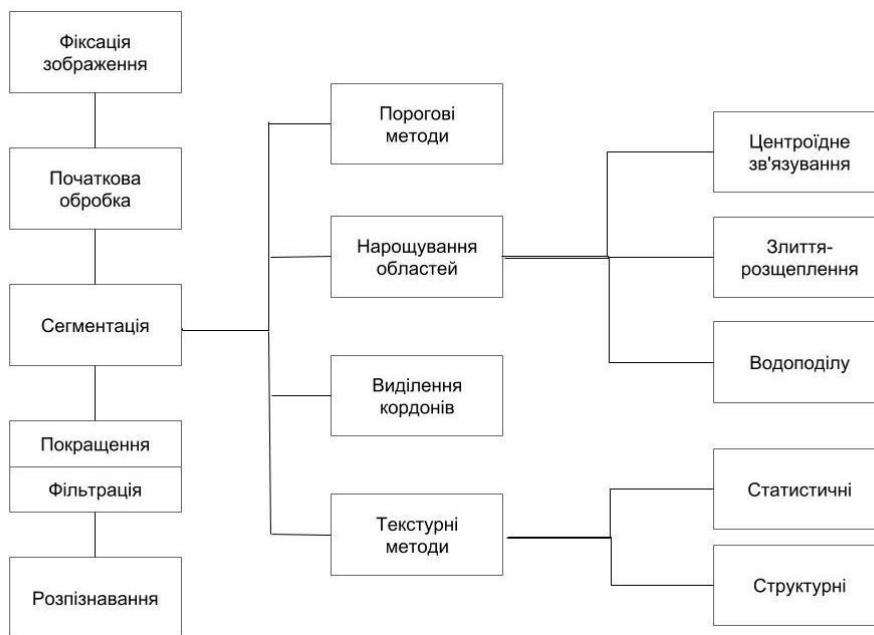 Фіксація
зображення
Початкова
обробка
Сегментація
Покращення
Фільтрація
Розпізнавання
Порогові
методи
Нарощування
областей
Виділення
кордонів
Текстурні
методи
Центроїдне
зв'язування
Злиття-
розщеплення
Водоподілу
Статистичні
Структурні